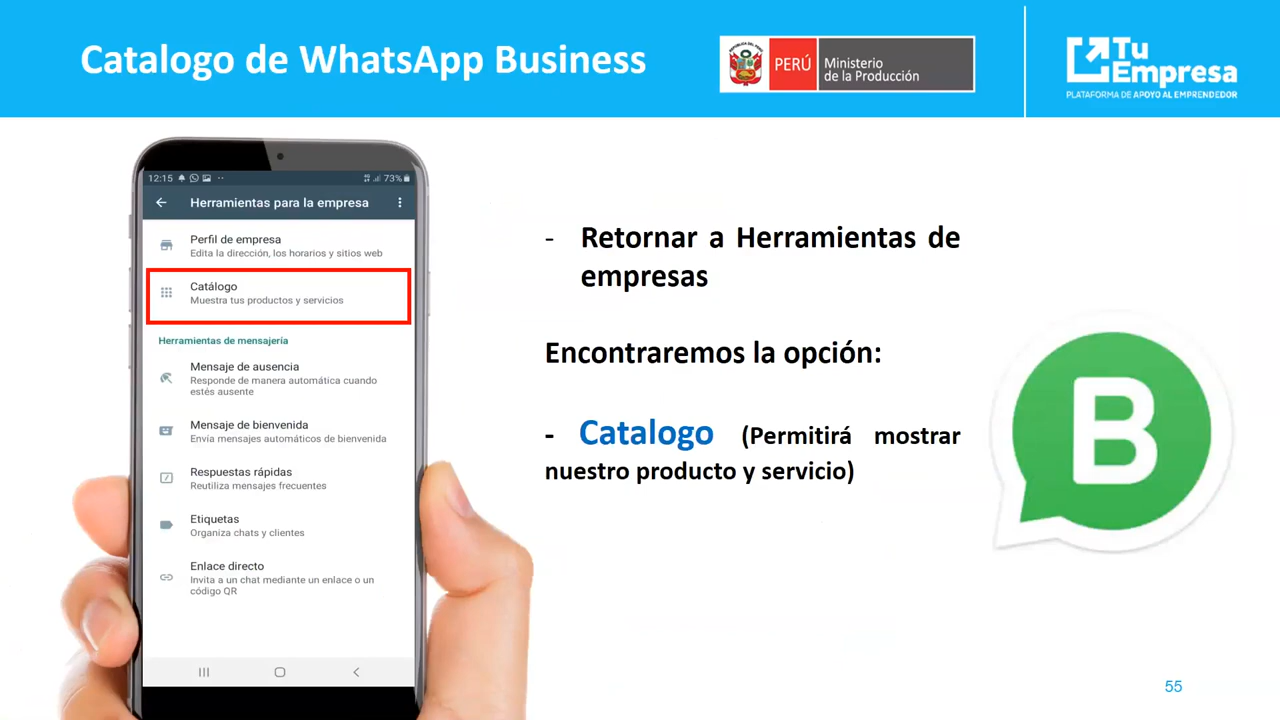 Catalogo de WhatsApp Business
PERÚ
Ministerio
de la Producción
Tu
Empresa
PLATAFORMA DE APOYO AL EMPRENDEDOR
12:15
73%
Herramientas para la empresa
Perfil de empresa
Edita la dirección, los horarios y sitios web
Catálogo
Muestra tus productos y servicios
Herramientas de mensajería
Mensaje de ausencia
Responde de manera automática cuando
estés ausente
Mensaje de bienvenida
Envía mensajes automáticos de bienvenida
Respuestas rápidas
Reutiliza mensajes frecuentes
Etiquetas
Organiza chats y clientes
Enlace directo
Invita a un chat mediante un enlace o un
código QR
- Retornar a Herramientas de
empresas
Encontraremos la opción:
- Catalogo (Permitirá mostrar
nuestro producto y servicio)
B
55